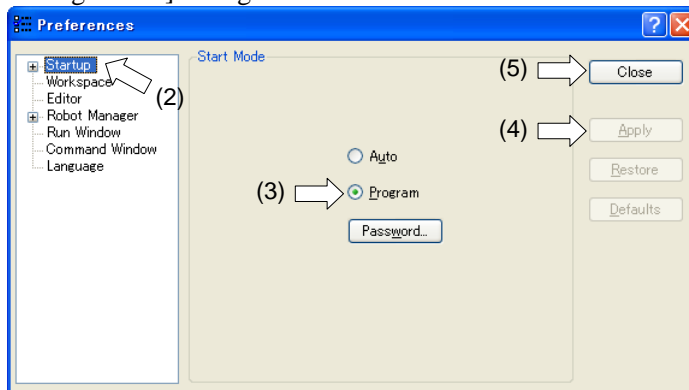 Preferences
Startup
Workspace
Editor
Robot Manager
Run Window
Command Window
Language
(2)
Start Mode
Auto
(3)
Program
Password...
(5)
Close
(4)
Apply
Restore
Defaults